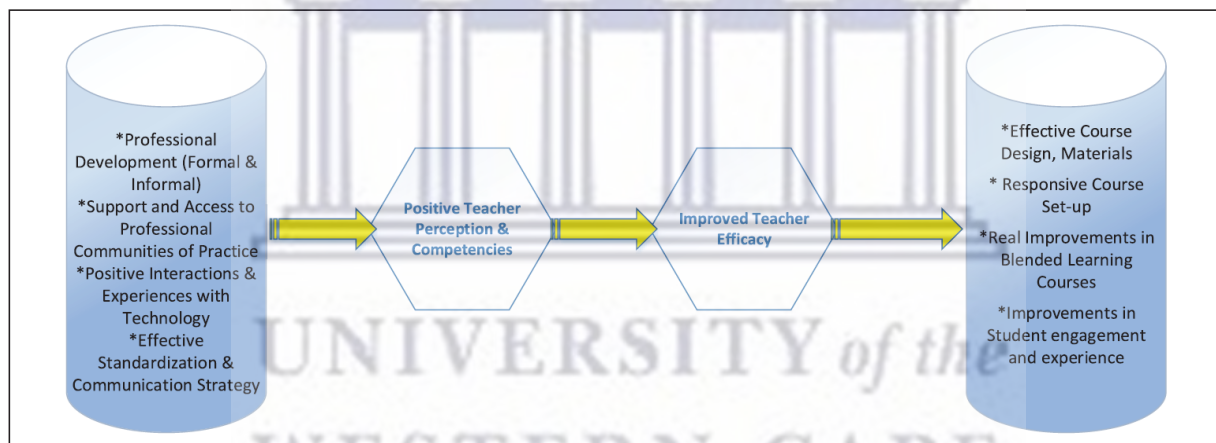 *Professional
Development (Formal &
Informal)
*Support and Access to
Professional
Communities of Practice
*Positive Interactions &
Experiences with
Technology
*Effective
Standardization &
Communication Strategy
Positive Teacher
Perception &
Competencies
Improved Teacher
Efficacy
*Effective Course
Design, Materials
* Responsive Course
Set-up
*Real Improvements in
Blended Learning
Courses
*Improvements in
Student engagement
and experience
UNIVERSITY of the
WESTERN CAPE